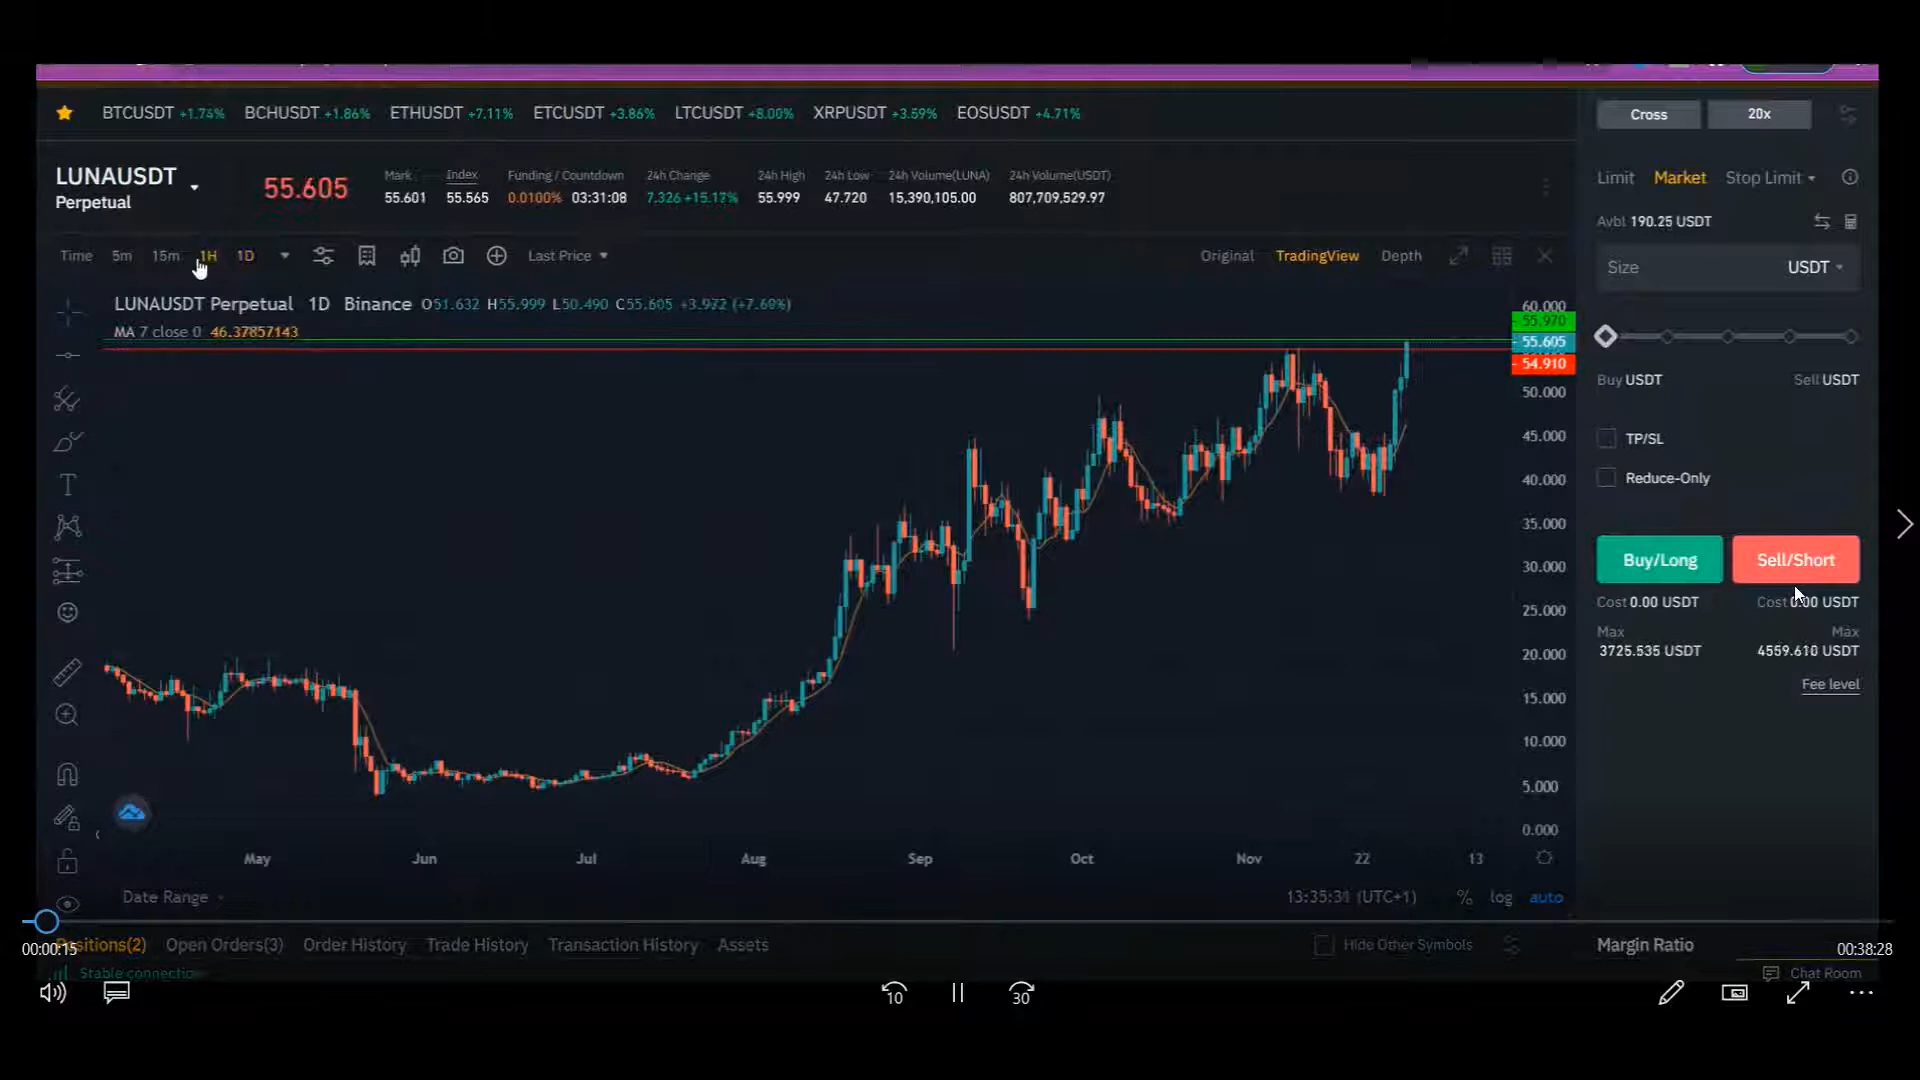 BTCUSDT +1.74% BCHUSDT +1.86% ETHUSDT +7.11% ETCUSDT +3.86% LTCUSDT +8.00% XRPUSDT +3.59% EOSUSDT +4.71%
Cross 20x
LUNAUSDT
Perpetual
55.605
Mark Index Funding / Countdown 24h Change 24h High 24h Low 24h Volume(LUNA) 24h Volume(USDT)
55.601 55.565 0.0100% 03:31:08 7.326 +15.17% 55.999 47.720 15,390,105.00 807,709,529.97
Limit Market Stop Limit
Avbl 190.25 USDT
Time 5m 15m 1H 1D Last Price Original TradingView Depth
Size USDT
LUNAUSDT Perpetual 1D Binance O51.632 H55.999 L50.490 C55.605 +3.972 (+7.69%)
MA 7 close 0 46.37857143
60.000
55.970
55.605
54.910
50.000
45.000
40.000
35.000
30.000
25.000
20.000
15.000
10.000
5.000
0.000
Buy USDT Sell USDT
TP/SL
Reduce-Only
Buy/Long Sell/Short
Cost 0.00 USDT Cost 0.00 USDT
Max Max
3725.535 USDT 4559.610 USDT
Fee level
May Jun Jul Aug Sep Oct Nov 22 13
Date Range 13:35:31 (UTC+1) % log auto
Positions(2) Open Orders(3) Order History Trade History Transaction History Assets Hide Other Symbols Margin Ratio
00:00:15 00:38:28
Stable connection Chat Room
10 30